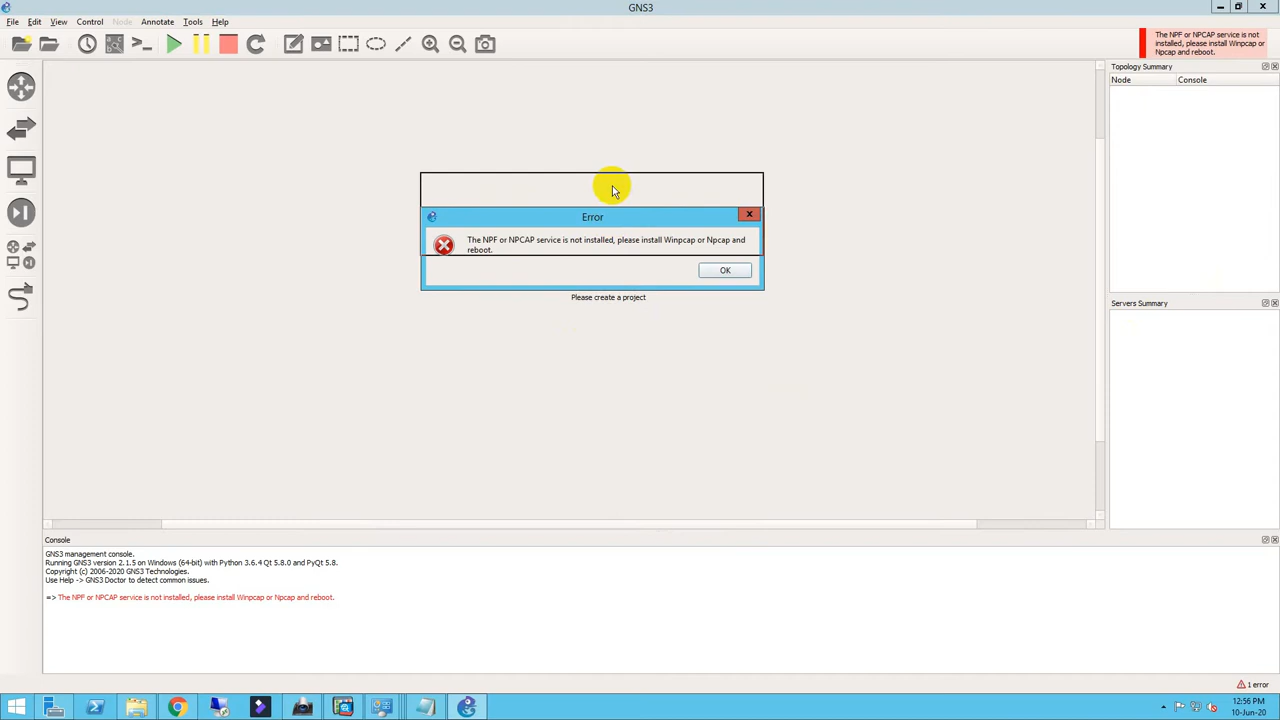 GNS3
File Edit View Control Node Annotate Tools Help
The NPF or NPCAP service is not
installed, please install Winpcap or
Npcap and reboot.
Topology Summary
Node Console
Error
The NPF or NPCAP service is not installed, please install Winpcap or Npcap and
reboot.
OK
Please create a project
Servers Summary
Console
GNS3 management console.
Running GNS3 version 2.1.5 on Windows (64-bit) with Python 3.6.4 Qt 5.8.0 and PyQt 5.8.
Copyright (c) 2006-2020 GNS3 Technologies.
Use Help -> GNS3 Doctor to detect common issues.
=> The NPF or NPCAP service is not installed, please install Winpcap or Npcap and reboot.
1 error
12:56 PM
10-Jun-20